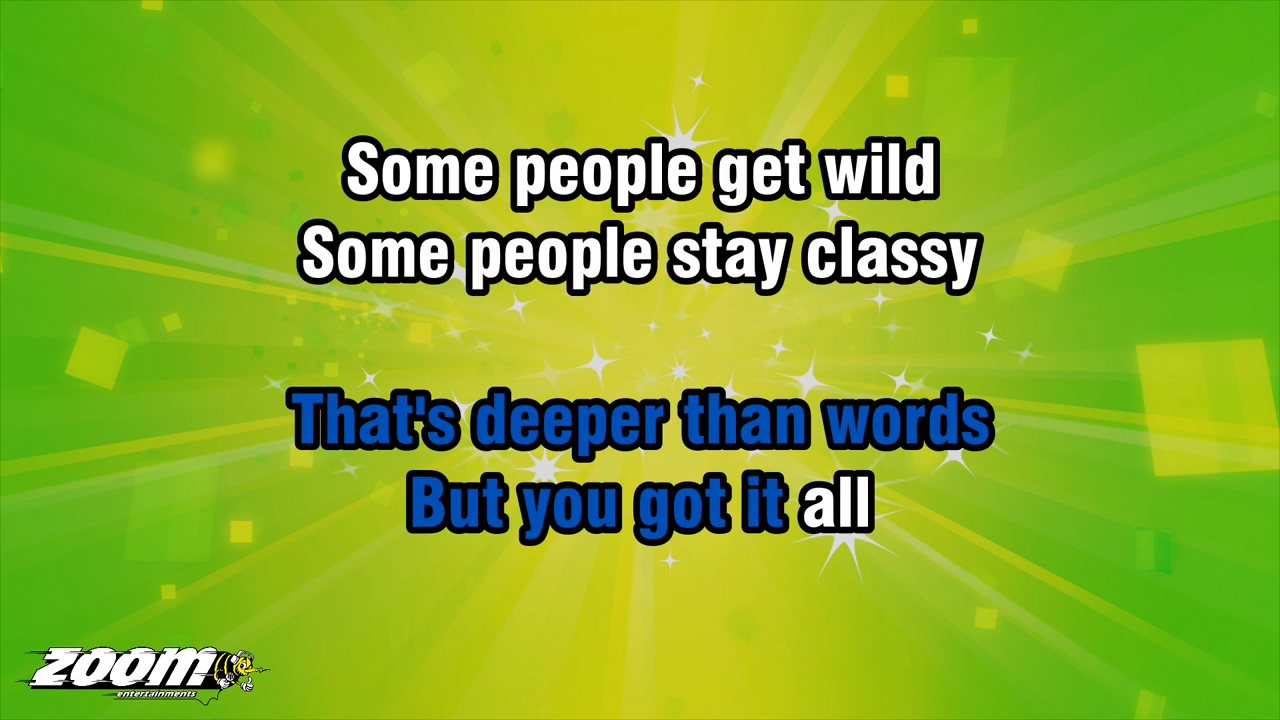 Some people get wild
Some people stay classy
That's deeper than words
But you got it all
zoom
entertainments